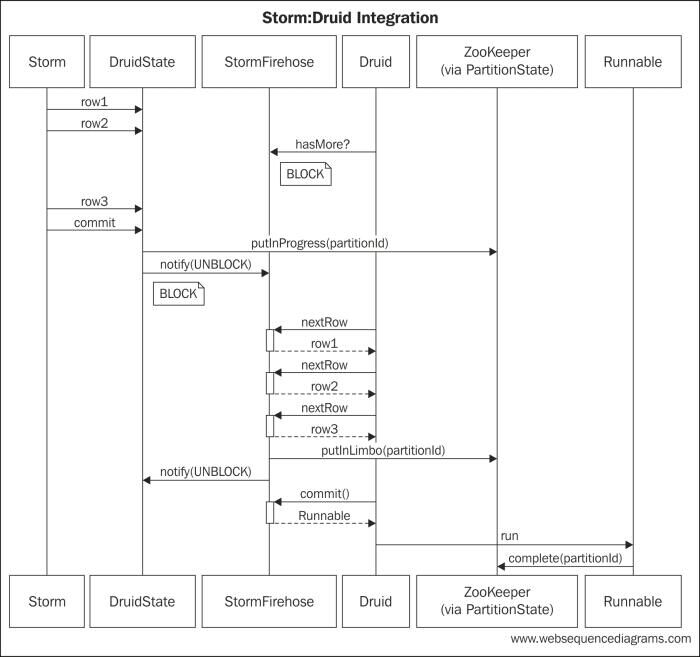 Storm:Druid Integration
Storm
DruidState
StormFirehose
Druid
ZooKeeper
(via PartitionState)
Runnable
row1
row2
hasMore?
BLOCK
row3
commit
putInProgress(partitionId)
notify(UNBLOCK)
BLOCK
nextRow
row1
nextRow
row2
nextRow
row3
putInLimbo(partitionId)
notify(UNBLOCK)
commit()
Runnable
run
complete(partitionId)
Storm
DruidState
StormFirehose
Druid
ZooKeeper
(via PartitionState)
Runnable
www.websequencediagrams.com